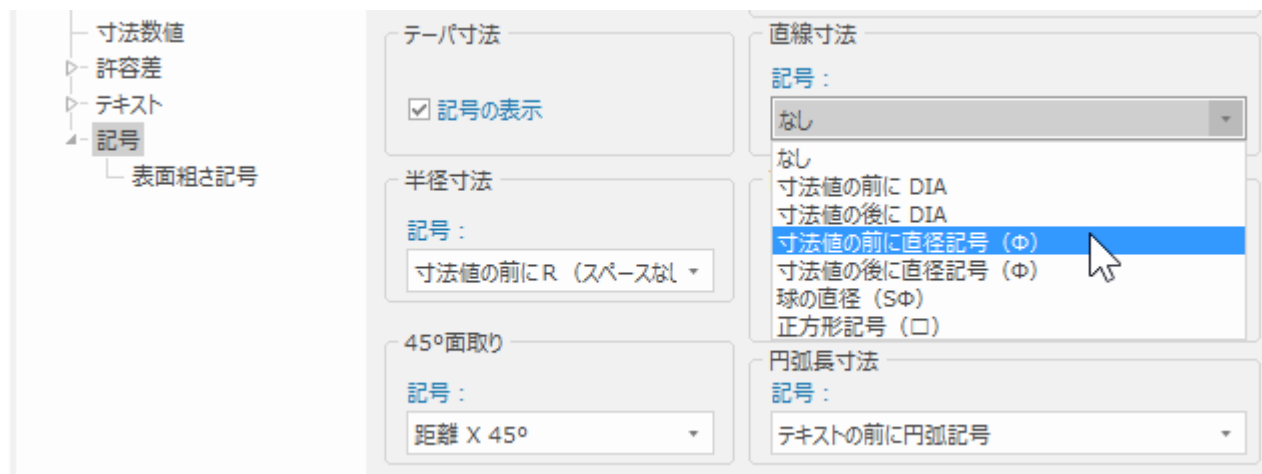 寸法数値
許容差
テキスト
記号
表面粗さ記号
テーパ寸法
記号の表示
半径寸法
記号：
寸法値の前にR （スペースなし
45º面取り
記号：
距離 X 45º
直線寸法
記号：
なし
なし
寸法値の前に DIA
寸法値の後に DIA
寸法値の前に直径記号（Φ）
寸法値の後に直径記号（Φ）
球の直径（SΦ）
正方形記号（□）
円弧長寸法
記号：
テキストの前に円弧記号